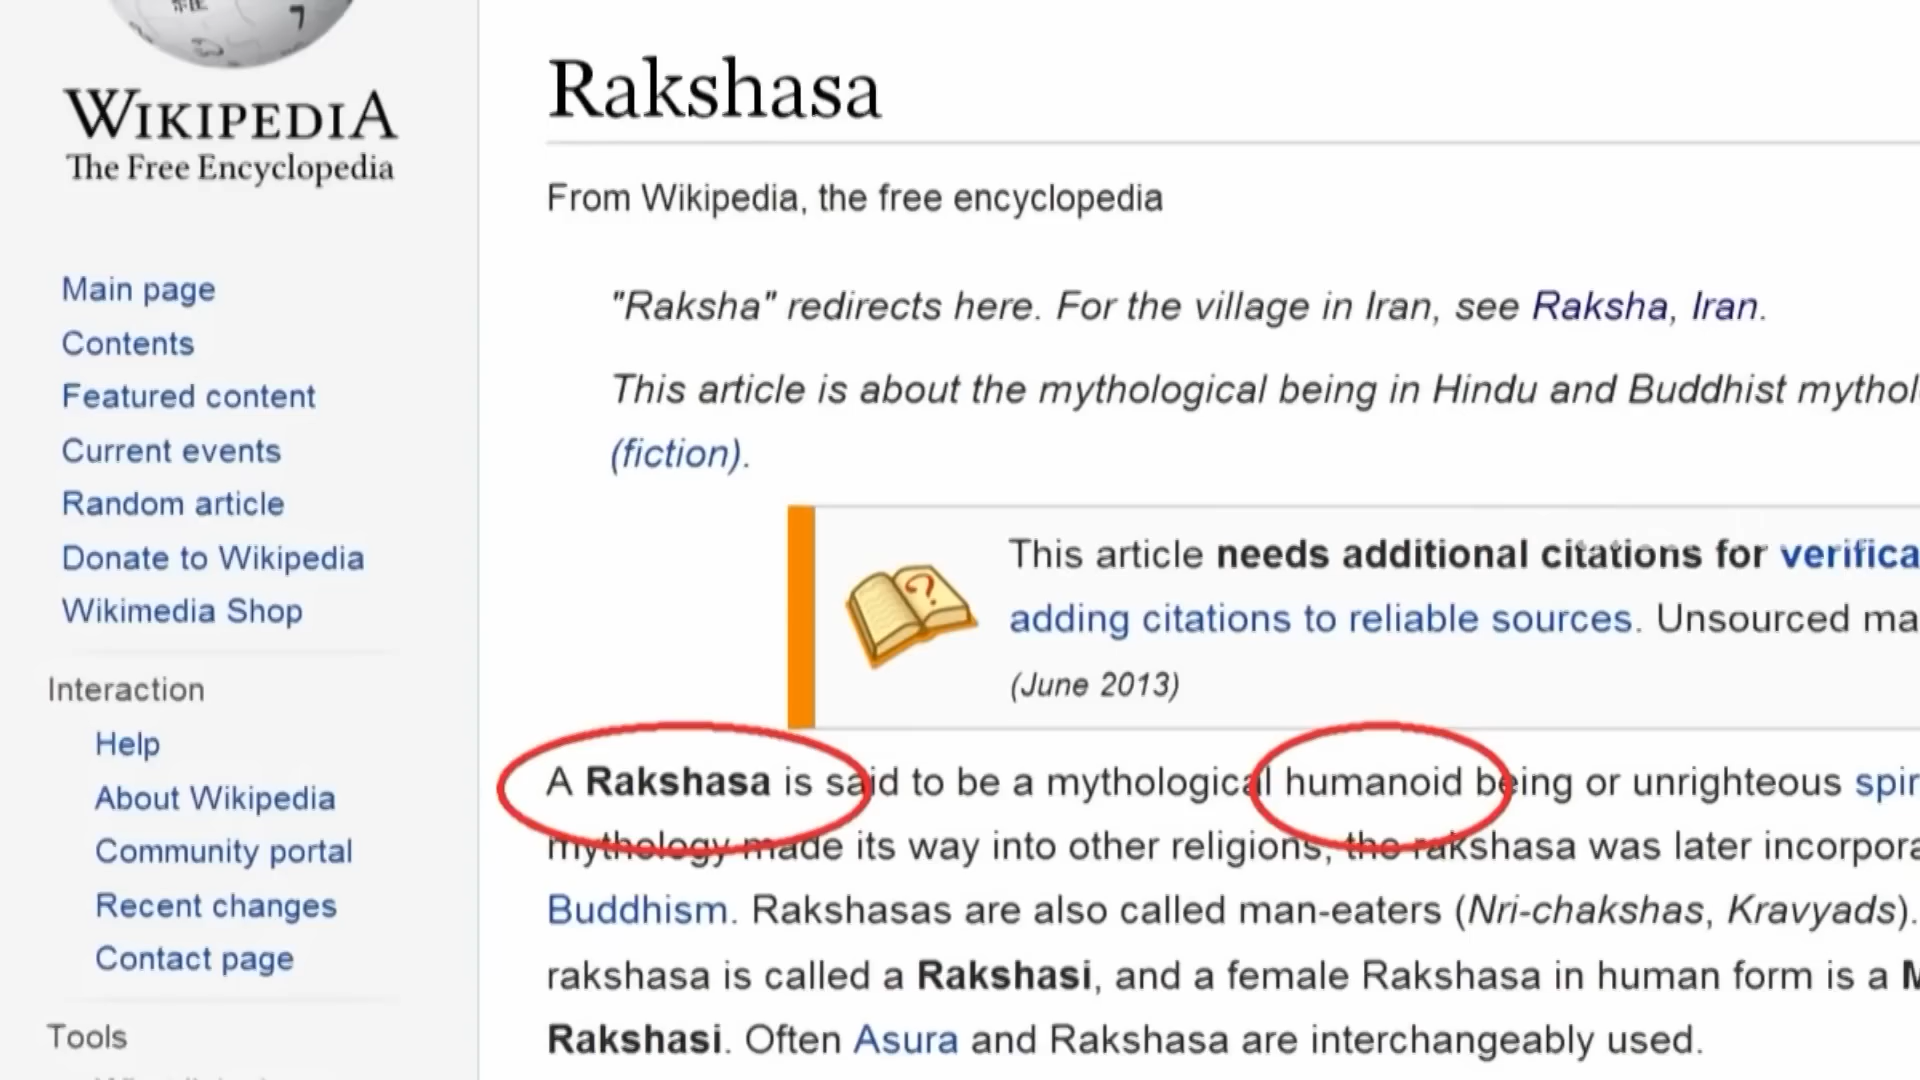 WIKIPEDIA
The Free Encyclopedia
Main page
Contents
Featured content
Current events
Random article
Donate to Wikipedia
Wikimedia Shop
Interaction
Help
About Wikipedia
Community portal
Recent changes
Contact page
Tools
Rakshasa
From Wikipedia, the free encyclopedia
"Raksha" redirects here. For the village in Iran, see Raksha, Iran.
This article is about the mythological being in Hindu and Buddhist mythol
(fiction).
This article needs additional citations for verifica
adding citations to reliable sources. Unsourced ma
(June 2013)
A Rakshasa is said to be a mythological humanoid being or unrighteous spir
mythology made its way into other religions, the rakshasa was later incorpora
Buddhism. Rakshasas are also called man-eaters (Nri-chakshas, Kravyads).
rakshasa is called a Rakshasi, and a female Rakshasa in human form is a M
Rakshasi. Often Asura and Rakshasa are interchangeably used.